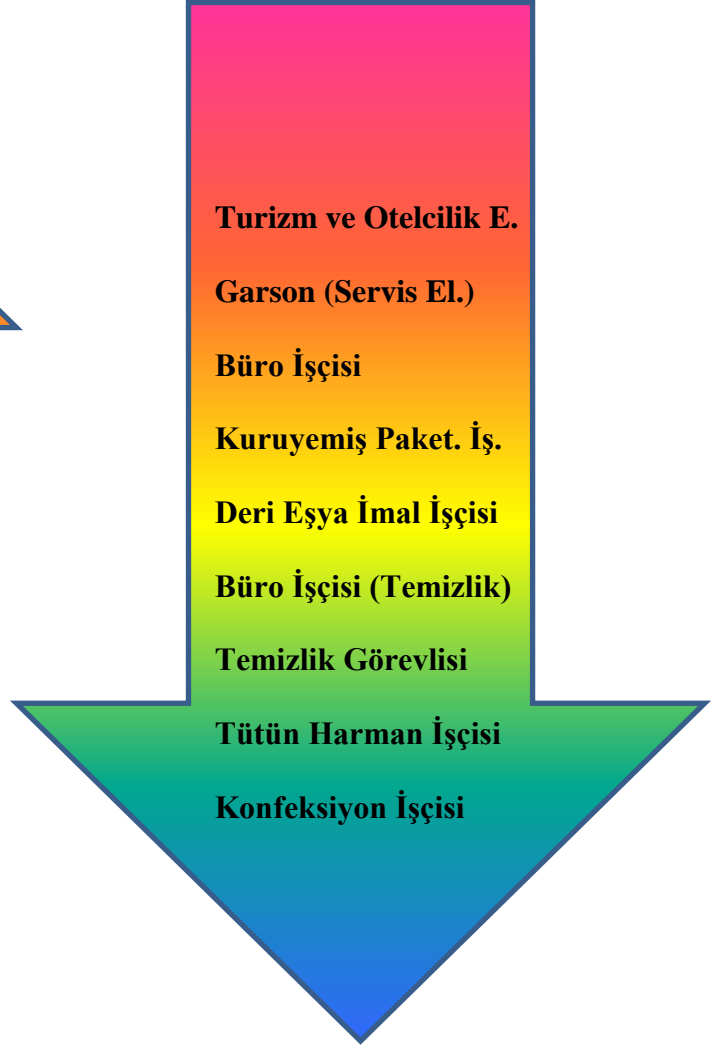 Turizm ve Otelcilik E.
Garson (Servis El.)
Büro İşçisi
Kuruyemiş Paket. İş.
Deri Eşya İmal İşçisi
Büro İşçisi (Temizlik)
Temizlik Görevlisi
Tütün Harman İşçisi
Konfeksiyon İşçisi